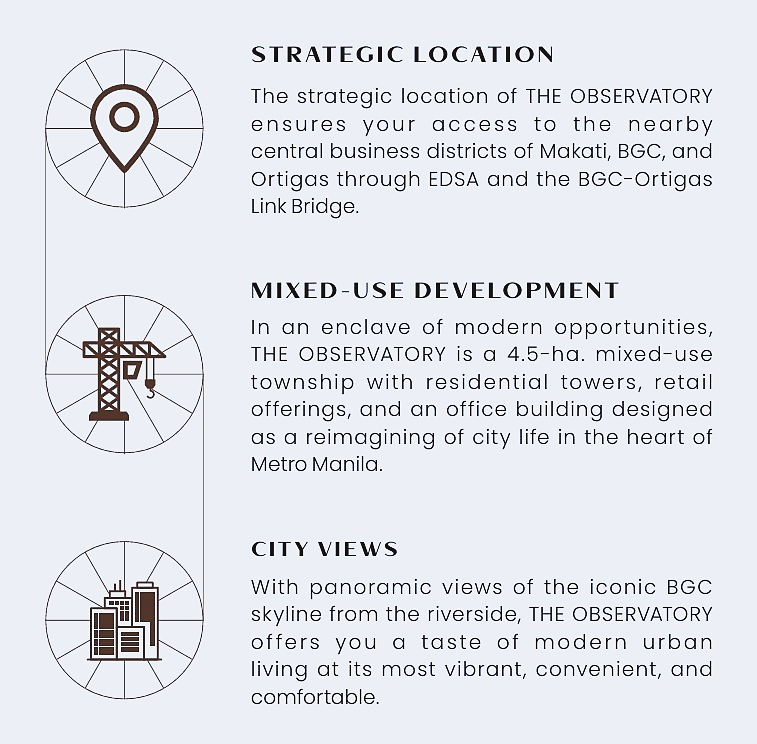 STRATEGIC LOCATION
The strategic location of THE OBSERVATORY
ensures your access to the nearby
central business districts of Makati, BGC, and
Ortigas through EDSA and the BGC-Ortigas
Link Bridge.
MIXED-USE DEVELOPMENT
In an enclave of modern opportunities,
THE OBSERVATORY is a 4.5-ha. mixed-use
township with residential towers, retail
offerings, and an office building designed
as a reimagining of city life in the heart of
Metro Manila.
CITY VIEWS
With panoramic views of the iconic BGC
skyline from the riverside, THE OBSERVATORY
offers you a taste of modern urban
living at its most vibrant, convenient, and
comfortable.